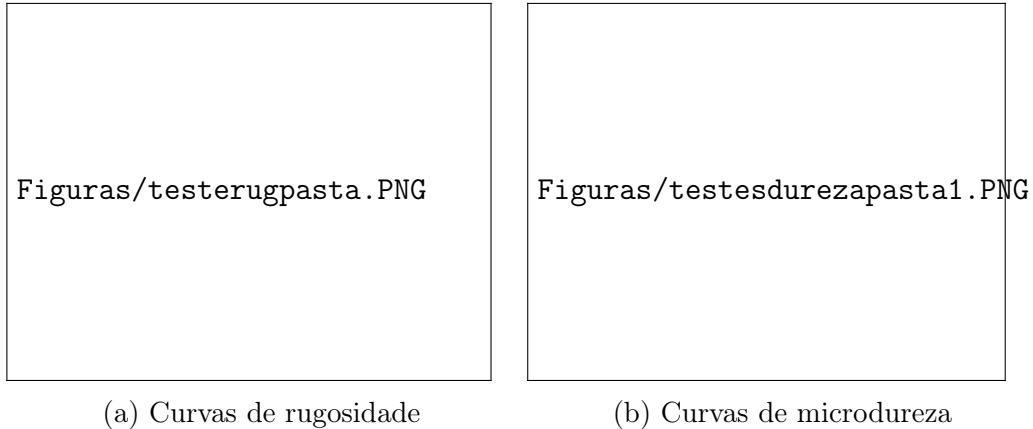 Figuras/testerugpasta.PNG
Figuras/testesdurezapasta1.PNG
(a) Curvas de rugosidade
(b) Curvas de microdureza